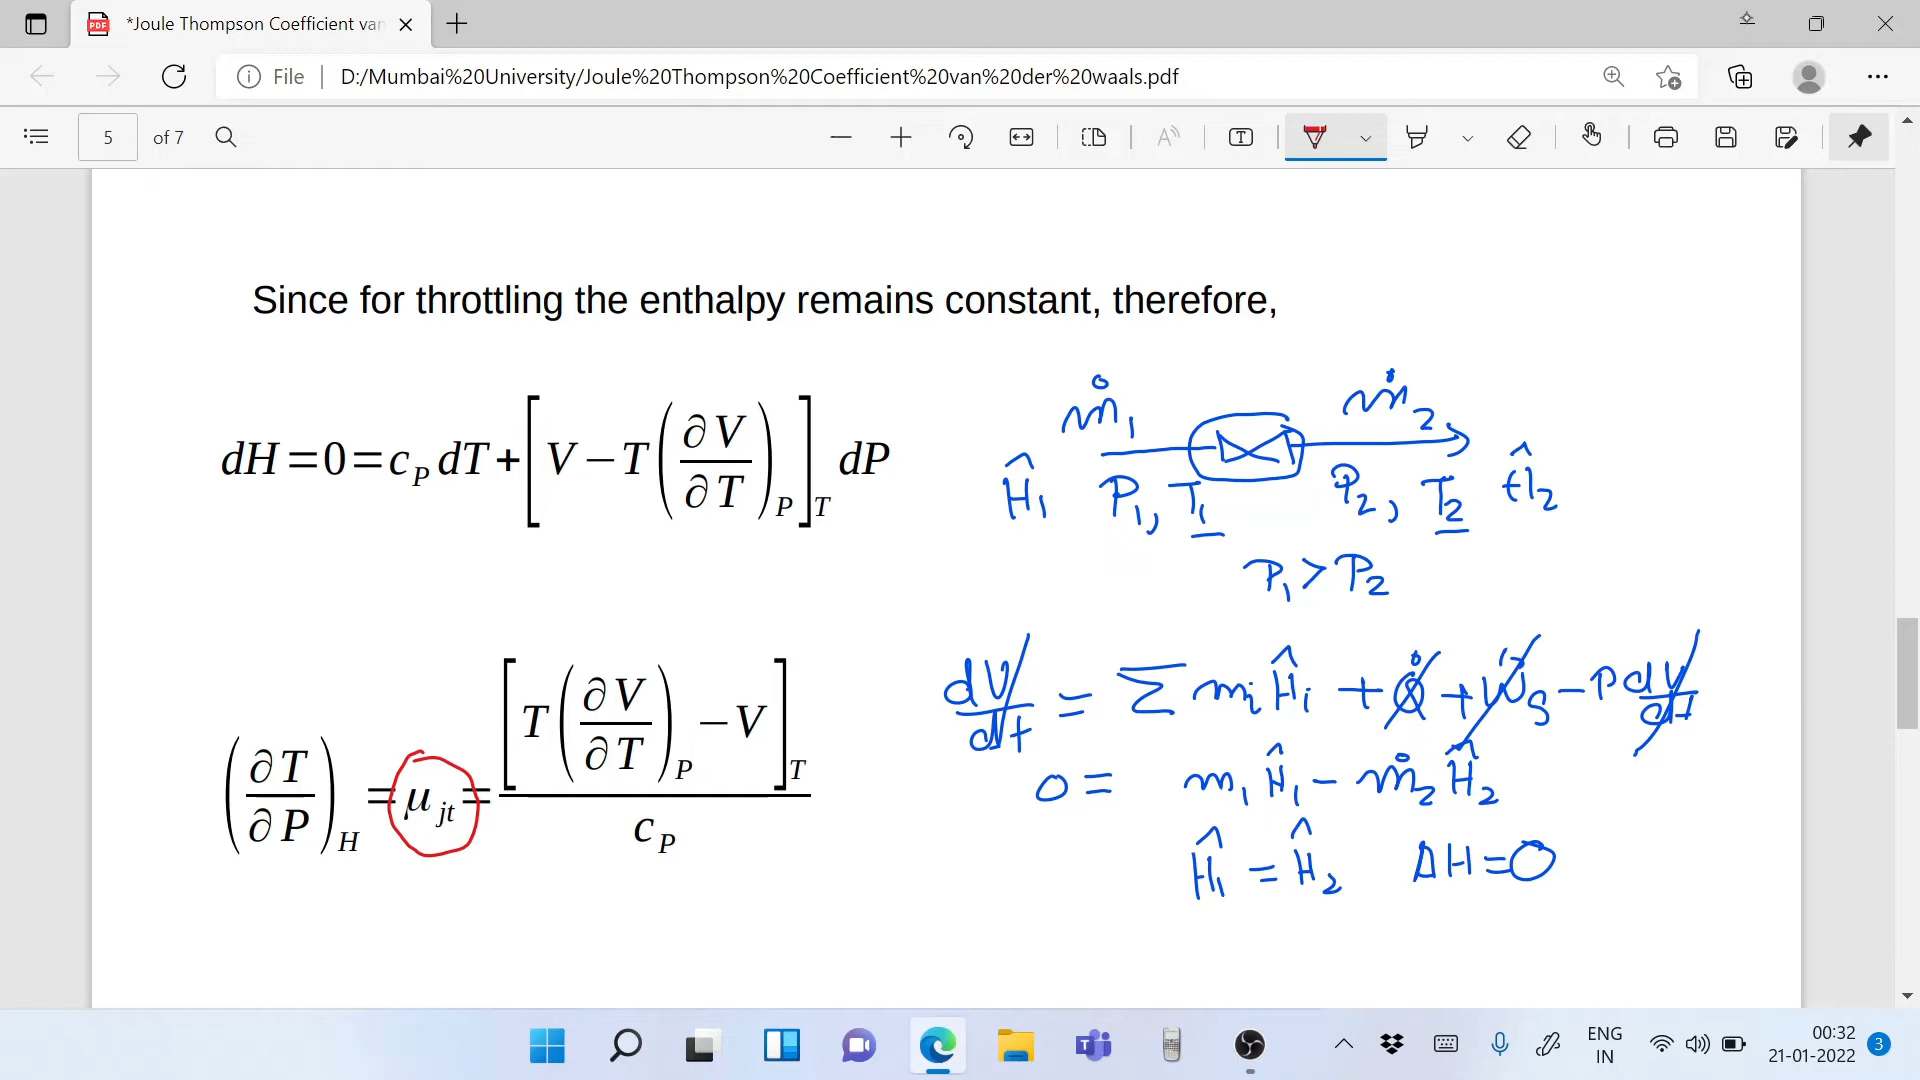 *Joule Thompson Coefficient van
File
D:/Mumbai%20University/Joule%20Thompson%20Coefficient%20van%20der%20waals.pdf
5 of 7
Since for throttling the enthalpy remains constant, therefore,
dH = 0 = c_P dT + [V − T (∂V/∂T)_P]_T dP
(∂T/∂P)_H = μ_jt = [T (∂V/∂T)_P − V]_T / c_P
ṁ₁ ṁ₂
Ĥ₁ P₁, T₁ P₂, T₂ Ĥ₂
P₁ > P₂
dU/dt = Σ ṁᵢ Ĥᵢ + Q̇ + Ẇ_S − P dV/dt
0 = m₁ Ĥ₁ − ṁ₂ Ĥ₂
Ĥ₁ = Ĥ₂ ΔH = 0
ENG
IN
00:32
21-01-2022
3